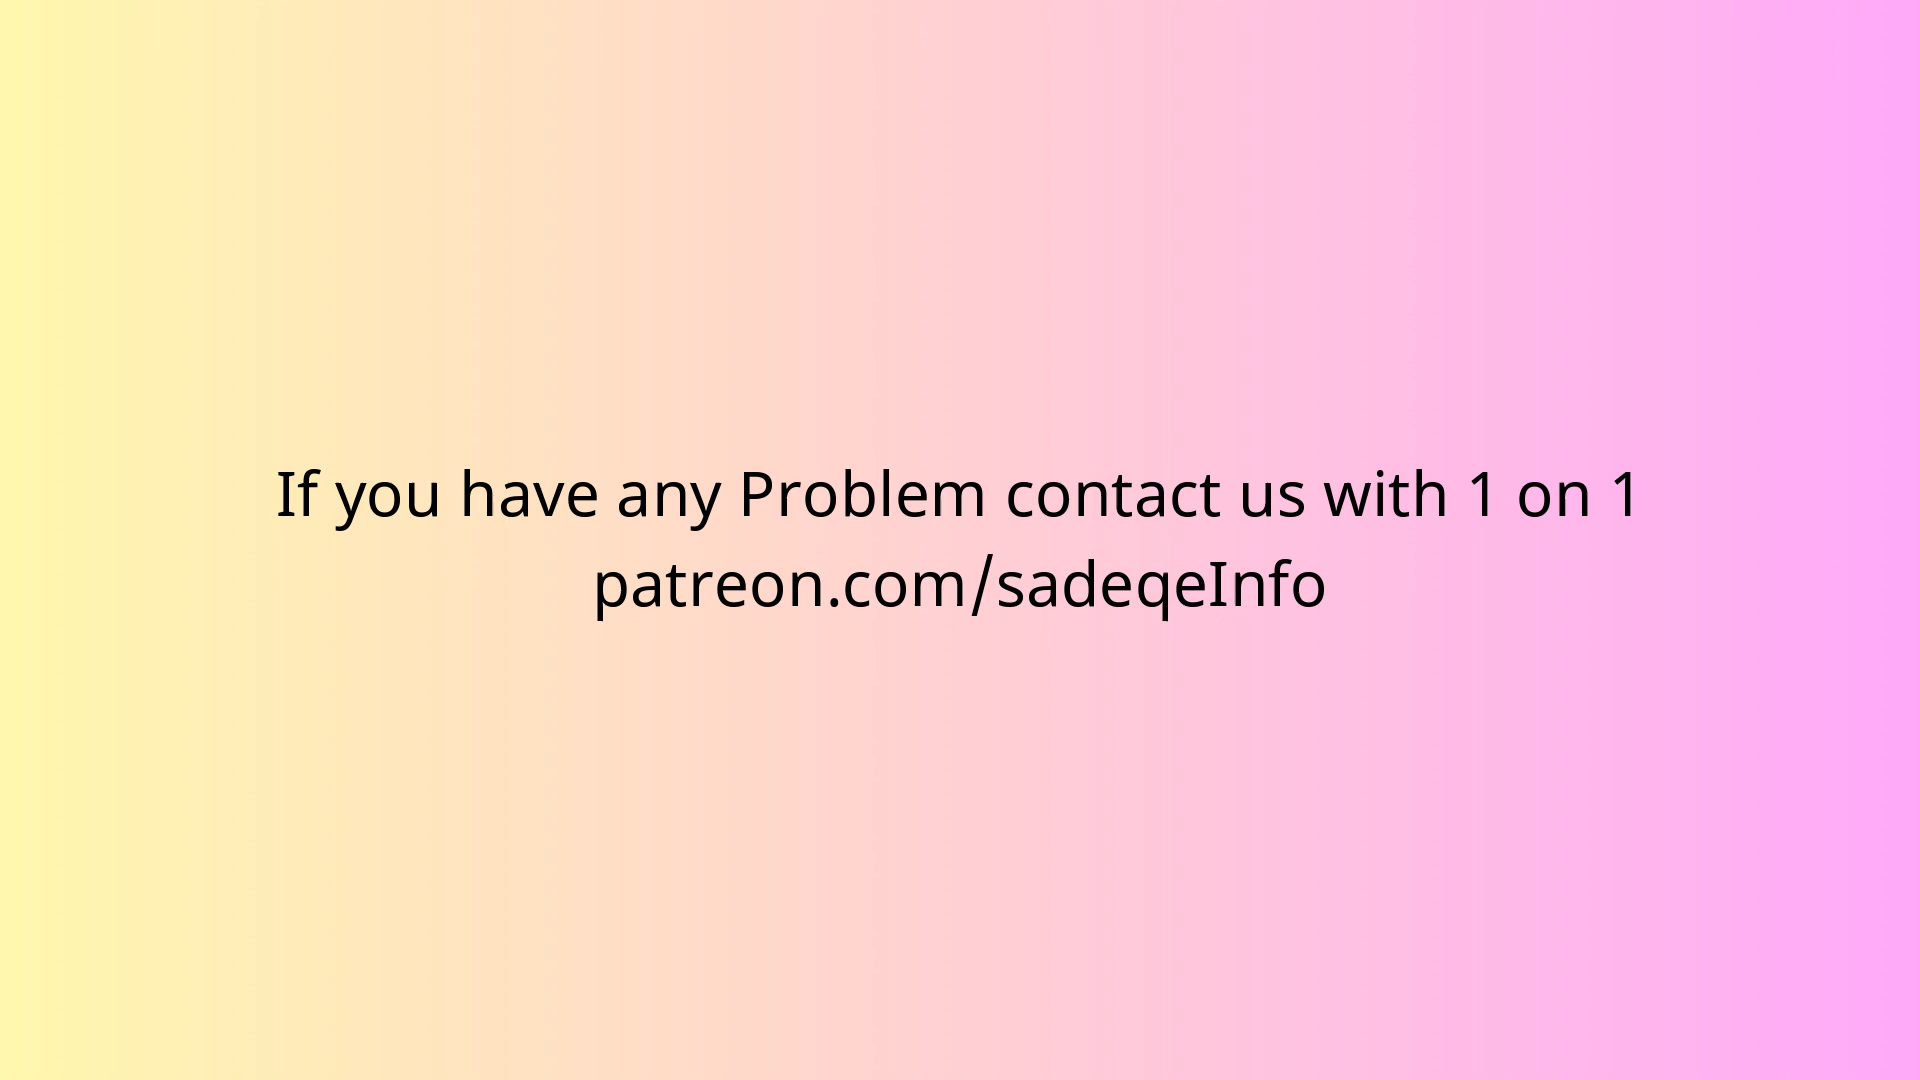 If you have any Problem contact us with 1 on 1
patreon.com/sadeqeInfo